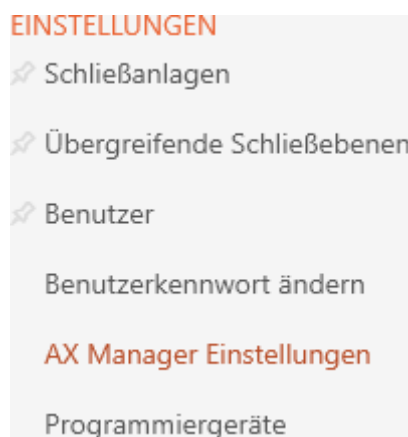 EINSTELLUNGEN
Schließanlagen
Übergreifende Schließebenen
Benutzer
Benutzerkennwort ändern
AX Manager Einstellungen
Programmiergeräte